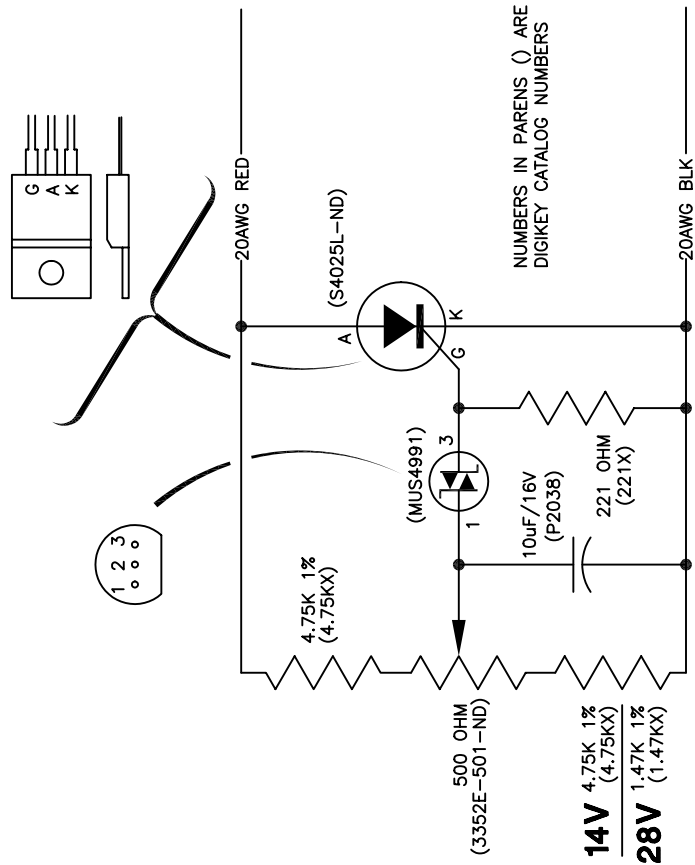 G
A
K
1 2 3
20AWG RED
(S4025L-ND)
A
K
G
NUMBERS IN PARENS () ARE
DIGIKEY CATALOG NUMBERS
(MUS4991)
1
3
4.75K 1%
(4.75KX)
10uF/16V
(P2038)
221 OHM
(221X)
500 OHM
(3352E-501-ND)
14V 4.75K 1%
(4.75KX)
28V 1.47K 1%
(1.47KX)
20AWG BLK